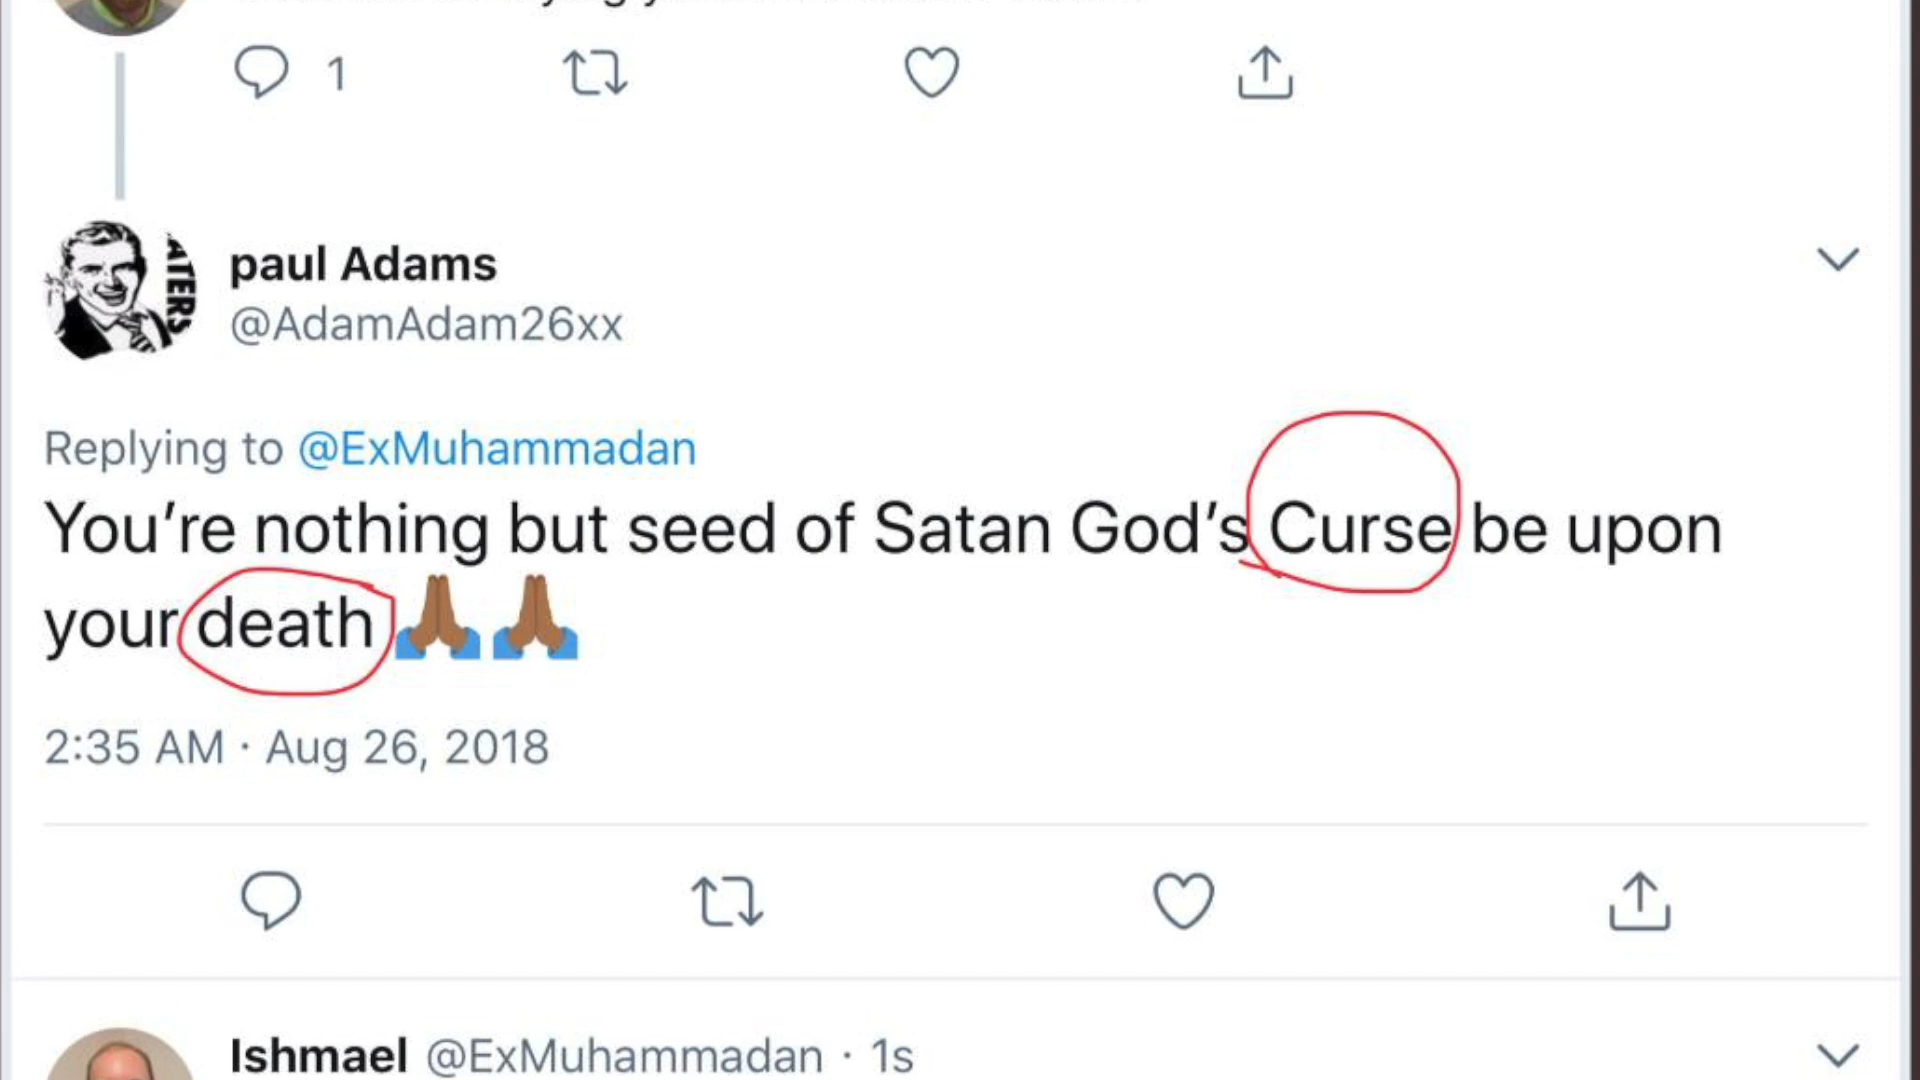 1
ATERS
paul Adams
@AdamAdam26xx
Replying to @ExMuhammadan
You're nothing but seed of Satan God's Curse be upon
your death 🙏🏾🙏🏾
2:35 AM · Aug 26, 2018
Ishmael @ExMuhammadan · 1s